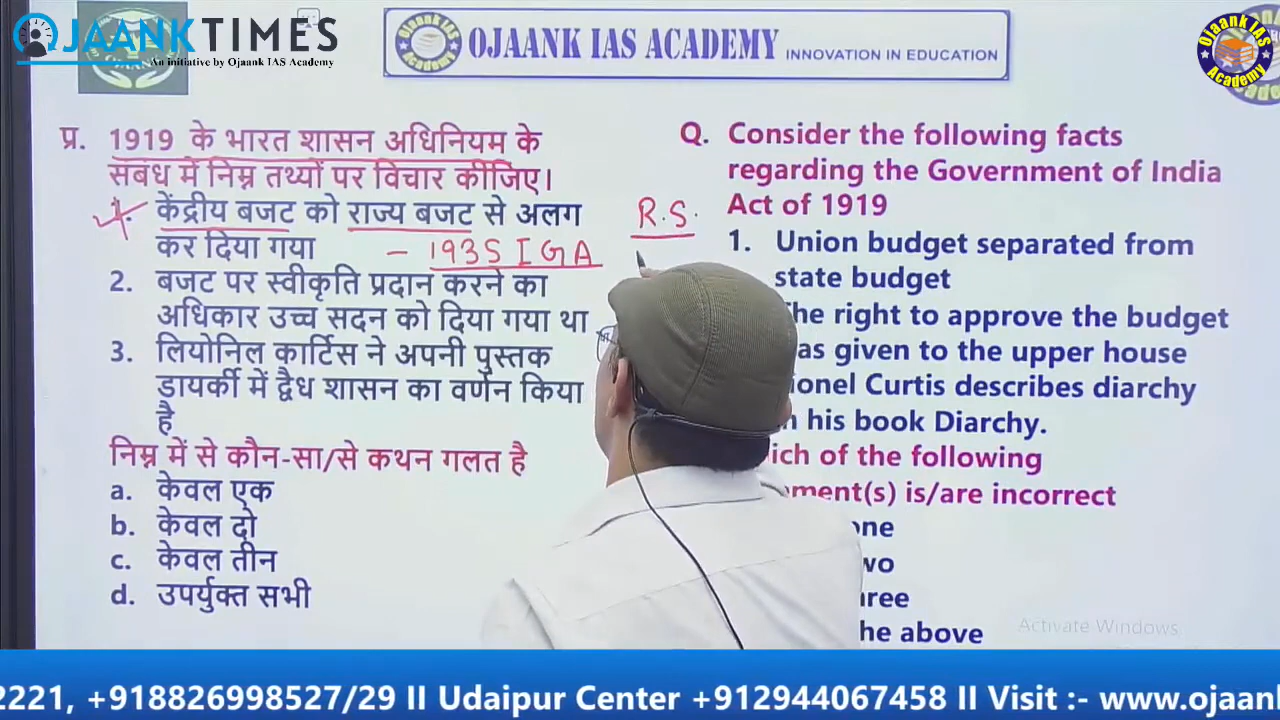 OJAANKTIMES
An initiative by Ojaank IAS Academy
OJAANK IAS ACADEMY INNOVATION IN EDUCATION
Ojaank IAS
Academy
प्र. 1919 के भारत शासन अधिनियम के
संबंध में निम्न तथ्यों पर विचार कीजिए।
केंद्रीय बजट को राज्य बजट से अलग
कर दिया गया - 1935 I G A
R.S.
2. बजट पर स्वीकृति प्रदान करने का
अधिकार उच्च सदन को दिया गया था
3. लियोनिल कार्टिस ने अपनी पुस्तक
डायर्की में द्वैध शासन का वर्णन किया
है
निम्न में से कौन-सा/से कथन गलत है
a. केवल एक
b. केवल दो
c. केवल तीन
d. उपर्युक्त सभी
Q. Consider the following facts
regarding the Government of India
Act of 1919
1. Union budget separated from
state budget
he right to approve the budget
as given to the upper house
ionel Curtis describes diarchy
his book Diarchy.
ich of the following
ment(s) is/are incorrect
one
wo
hree
he above
Activate Windows
2221, +918826998527/29 II Udaipur Center +912944067458 II Visit :- www.ojaank